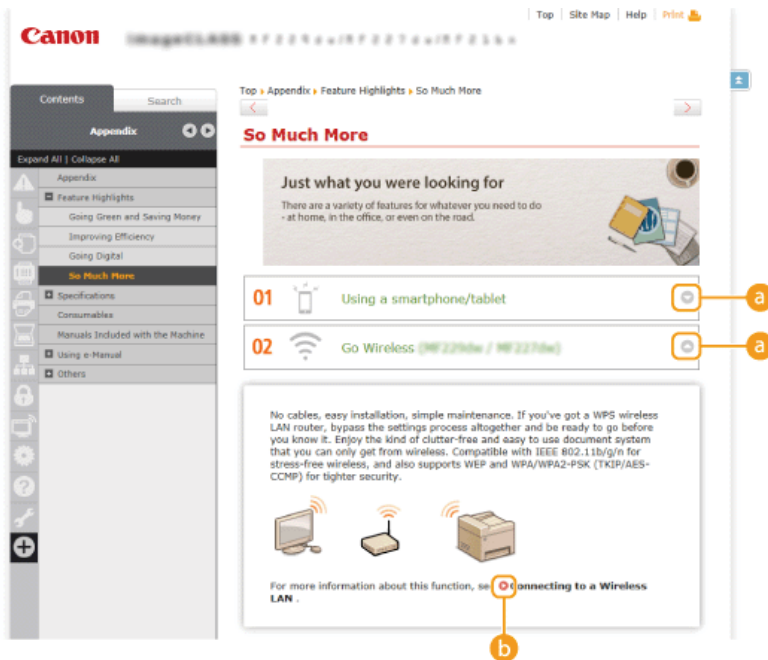 Top | Site Map | Help | Print
Canon
Contents
Search
Top Appendix Feature Highlights So Much More
Appendix
So Much More
Expand All | Collapse All
Appendix
Feature Highlights
Going Green and Saving Money
Improving Efficiency
Going Digital
So Much More
Specifications
Consumables
Manuals Included with the Machine
Using e-Manual
Others
Just what you were looking for
There are a variety of features for whatever you need to do
- at home, in the office, or even on the road.
01 Using a smartphone/tablet
a
02 Go Wireless
a
No cables, easy installation, simple maintenance. If you've got a WPS wireless
LAN router, bypass the settings process altogether and be ready to go before
you know it. Enjoy the kind of clutter-free and easy to use document system
that you can only get from wireless. Compatible with IEEE 802.11b/g/n for
stress-free wireless, and also supports WEP and WPA/WPA2-PSK (TKIP/AES-
CCMP) for tighter security.
For more information about this function, se Connecting to a Wireless
LAN .
b